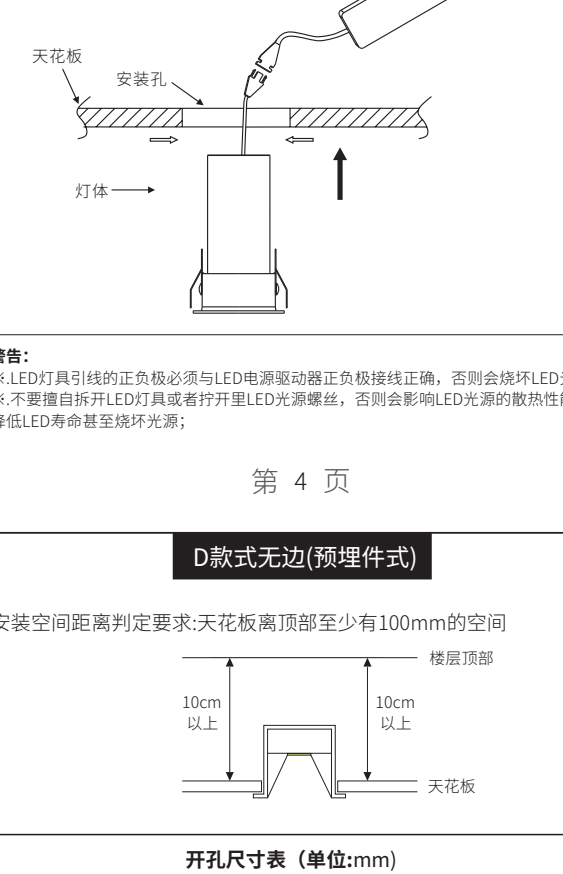 天花板
安装孔
灯体
警告：
※.LED灯具引线的正负极必须与LED电源驱动器正负极接线正确，否则会烧坏LED
※.不要擅自拆开LED灯具或者拧开里LED光源螺丝，否则会影响LED光源的散热性能
降低LED寿命甚至烧坏光源；
第 4 页
D款式无边(预埋件式)
安装空间距离判定要求:天花板离顶部至少有100mm的空间
楼层顶部
10cm
以上
10cm
以上
天花板
开孔尺寸表（单位:mm)